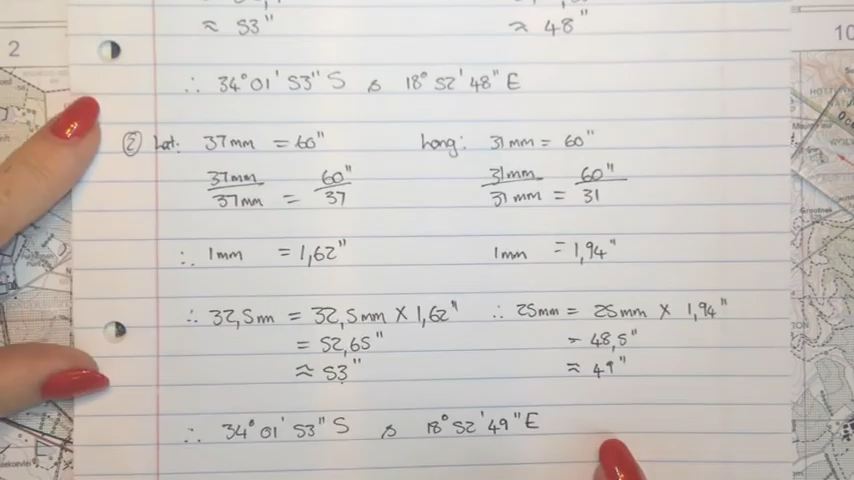 2
10
≈ 53" ≈ 48"
∴ 34° 01' 53" S & 18° 52' 48" E
② Lat: 37mm = 60" Long: 31mm = 60"
37mm/37mm = 60"/37 31mm/31mm = 60"/31
∴ 1mm = 1,62" 1mm = 1,94"
∴ 32,5m = 32,5mm X 1,62" ∴ 25mm = 25mm X 1,94"
= 52,65" = 48,5"
≈ 53" ≈ 49"
∴ 34° 01' 53" S & 18° 52' 49" E